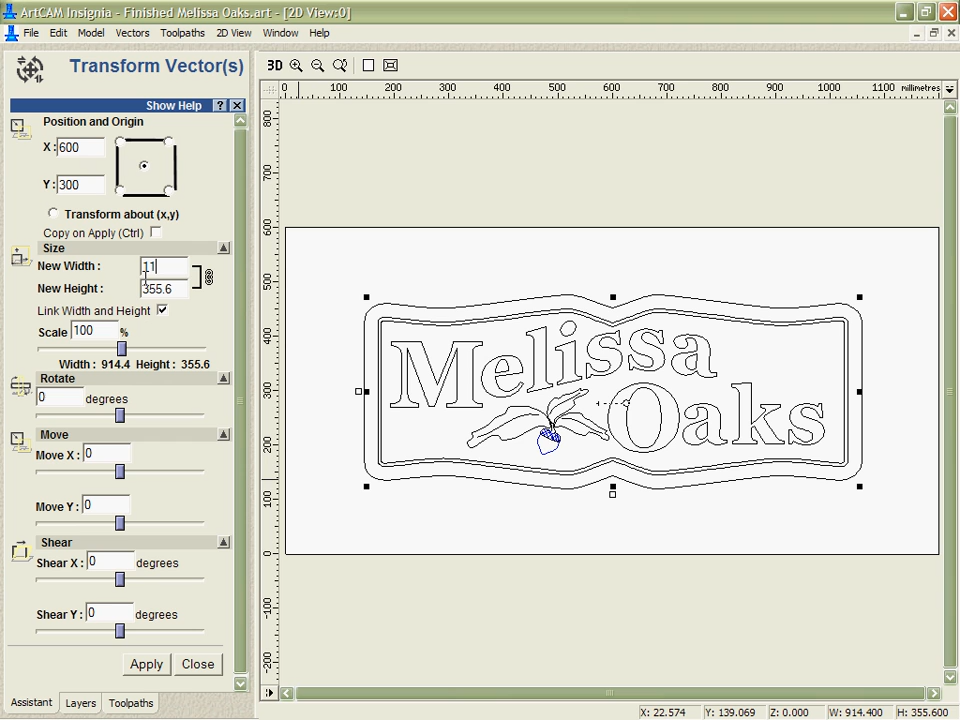 ArtCAM Insignia - Finished Melissa Oaks.art - [2D View:0]
File Edit Model Vectors Toolpaths 2D View Window Help
Transform Vector(s)
Show Help ?
Position and Origin
X : 600
Y : 300
Transform about (x,y)
Copy on Apply (Ctrl)
Size
New Width : 11
New Height : 355.6
Link Width and Height
Scale 100 %
Width : 914.4 Height : 355.6
Rotate
0 degrees
Move
Move X : 0
Move Y : 0
Shear
Shear X : 0 degrees
Shear Y : 0 degrees
Apply Close
Assistant Layers Toolpaths
3D
0 100 200 300 400 500 600 700 800 900 1000 1100 millimetres
800
700
600
500
400
300
200
100
0
-100
-200
Melissa
Oaks
X: 22.574 Y: 139.069 Z: 0.000 W: 914.400 H: 355.600